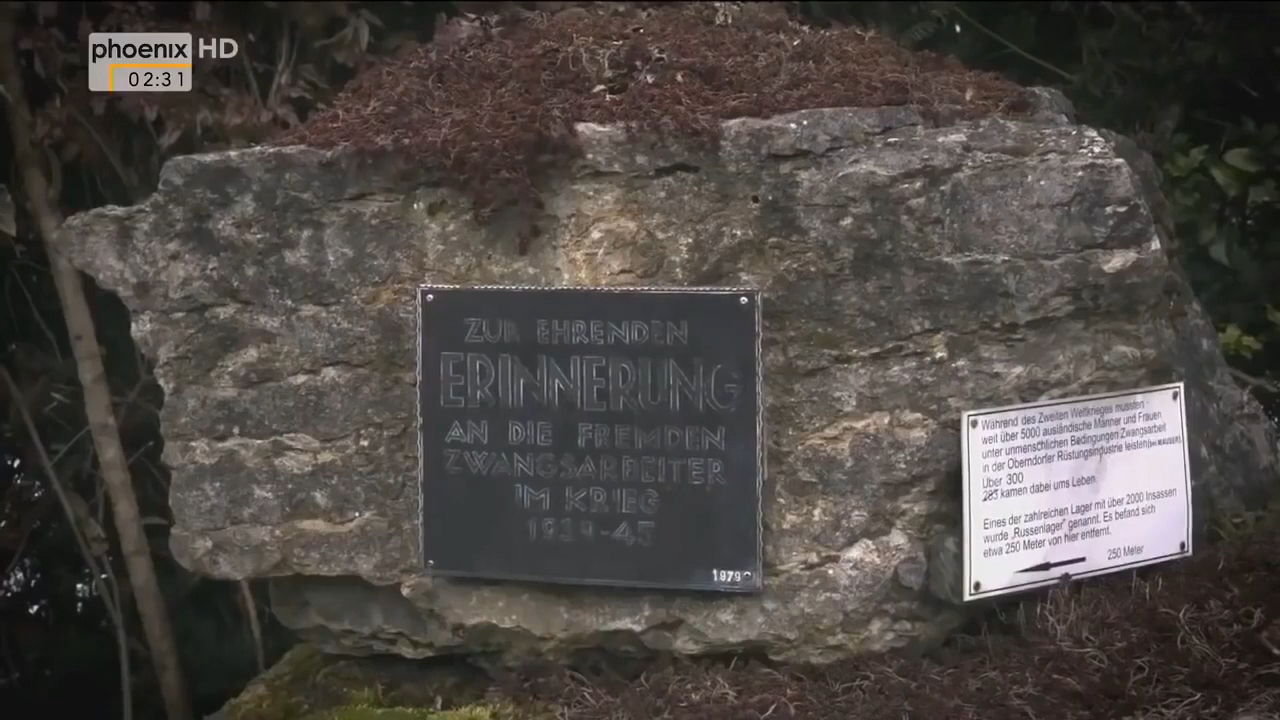 phoenix HD
02:31
ZUR EHRENDEN
ERINNERUNG
AN DIE FREMDEN
ZWANGSARBEITER
IM KRIEG
-45
1979
Während des Zweiten Weltkrieges mussten
weit über 5000 ausländische Männer und Frauen
unter unmenschlichen Bedingungen Zwangsarbeit
in der Oberndorfer Rüstungsindustrie leisten (bei MAUSER).
Über 300
283 kamen dabei ums Leben.
Eines der zahlreichen Lager mit über 2000 Insassen
wurde „Russenlager" genannt. Es befand sich
etwa 250 Meter von hier entfernt.
250 Meter